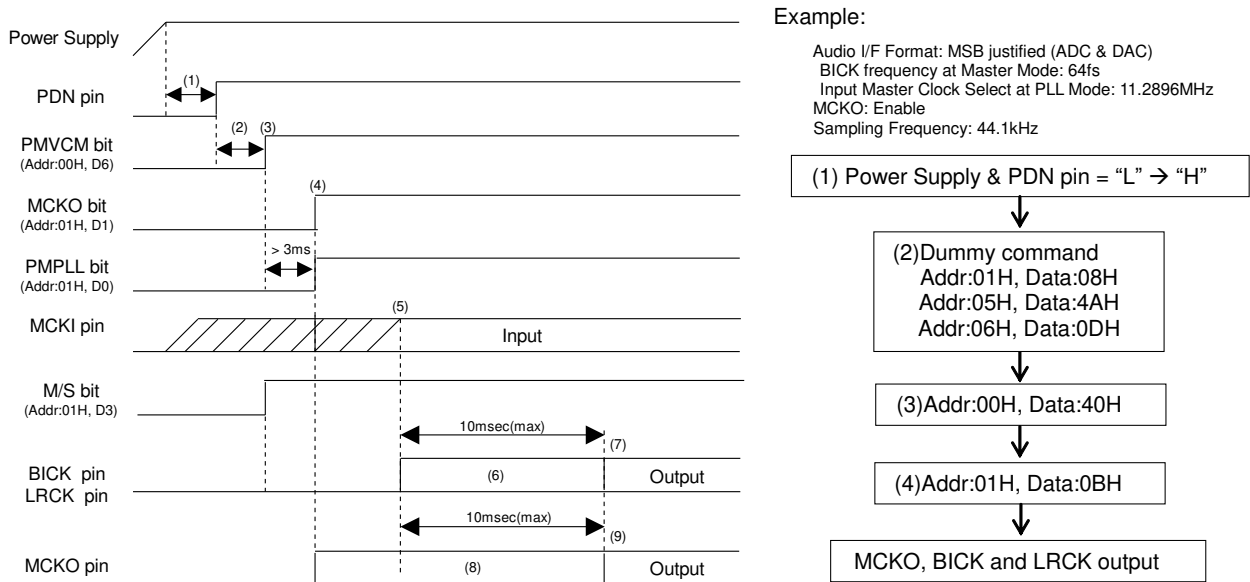 Power Supply
(1)
PDN pin
(2)
(3)
PMVCM bit
(Addr:00H, D6)
(4)
MCKO bit
(Addr:01H, D1)
> 3ms
PMPLL bit
(Addr:01H, D0)
(5)
MCKI pin
Input
M/S bit
(Addr:01H, D3)
10msec(max)
(7)
BICK pin
LRCK pin
(6)
Output
10msec(max)
(9)
MCKO pin
(8)
Output
Example:
Audio I/F Format: MSB justified (ADC & DAC)
BICK frequency at Master Mode: 64fs
Input Master Clock Select at PLL Mode: 11.2896MHz
MCKO: Enable
Sampling Frequency: 44.1kHz
(1) Power Supply & PDN pin = “L” → “H”
(2)Dummy command
Addr:01H, Data:08H
Addr:05H, Data:4AH
Addr:06H, Data:0DH
(3)Addr:00H, Data:40H
(4)Addr:01H, Data:0BH
MCKO, BICK and LRCK output